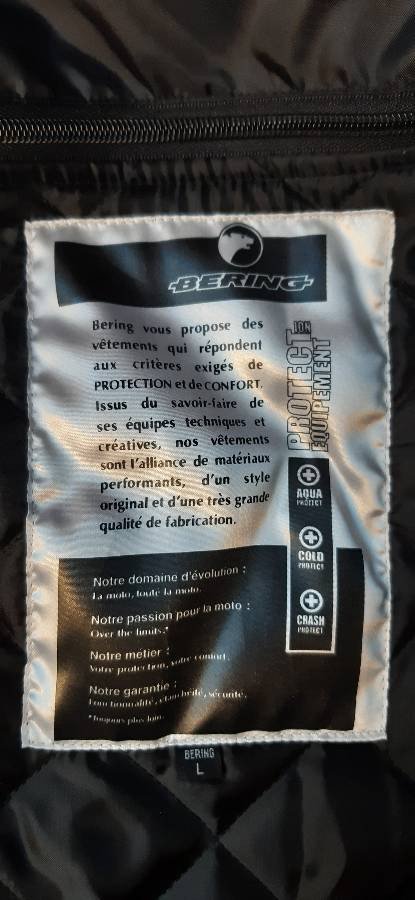 BERING
Bering vous propose des
vêtements qui répondent
aux critères exigés de
PROTECTION et de CONFORT.
Issus du savoir-faire de
ses équipes techniques et
créatives, nos vêtements
sont l'alliance de matériaux
performants, d'un style
original et d'une très grande
qualité de fabrication.
PROTECTION
EQUIPEMENT
AQUA
PROTECT
COLD
PROTECT
CRASH
PROTECT
Notre domaine d'évolution :
La moto, toute la moto.
Notre passion pour la moto :
Over the limits.*
Notre métier :
Votre protection, votre confort.
Notre garantie :
Fonctionnalité, étanchéité, sécurité.
*Toujours plus loin.
BERING
L